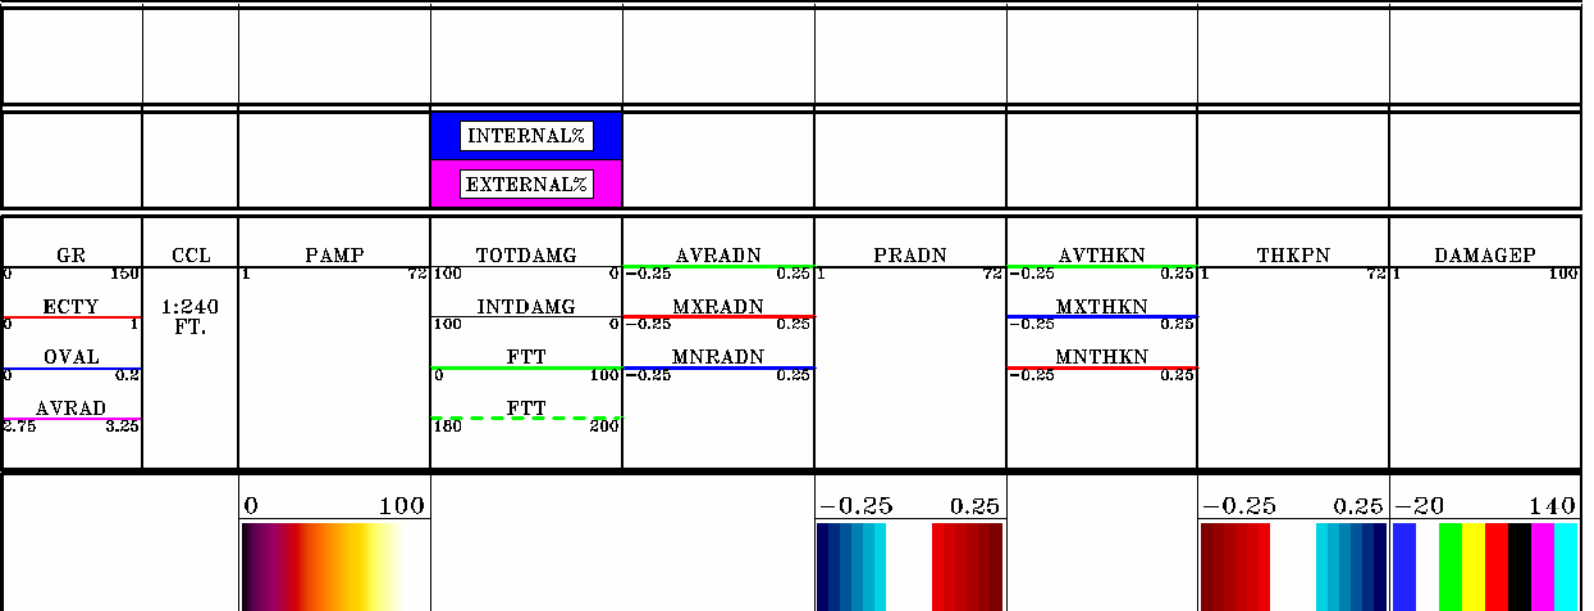 INTERNAL%
EXTERNAL%
GR CCL PAMP TOTDAMG AVRADN PRADN AVTHKN THKPN DAMAGEP
0 150 1 72 100 0 -0.25 0.25 1 72 -0.25 0.25 1 72 1 100
ECTY 1:240 INTDAMG MXRADN MXTHKN
0 1 FT. 100 0 -0.25 0.25 -0.25 0.25
OVAL FTT MNRADN MNTHKN
0 0.2 0 100 -0.25 0.25 -0.25 0.25
AVRAD FTT
2.75 3.25 180 200
0 100 -0.25 0.25 -0.25 0.25 -20 140